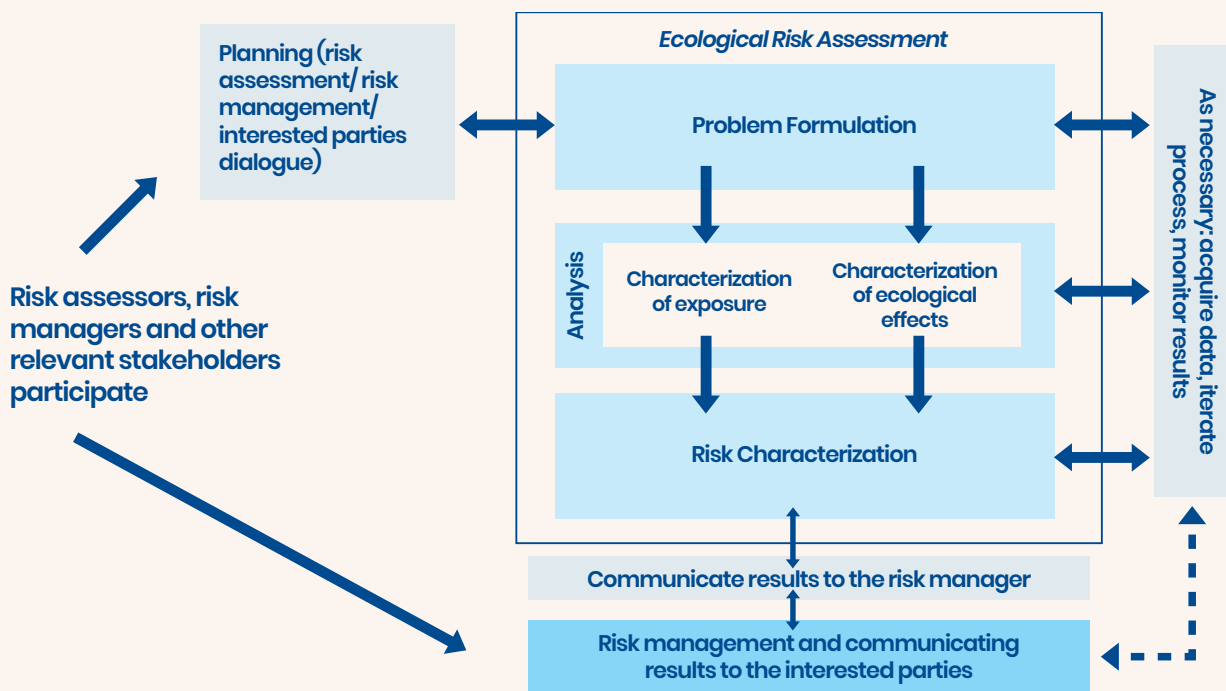 Ecological Risk Assessment
Planning (risk
assessment/ risk
management/
interested parties
dialogue)
Problem Formulation
Analysis
Characterization
of exposure
Characterization
of ecological
effects
Risk assessors, risk
managers and other
relevant stakeholders
participate
Risk Characterization
As necessary: acquire data, iterate
process, monitor results
Communicate results to the risk manager
Risk management and communicating
results to the interested parties